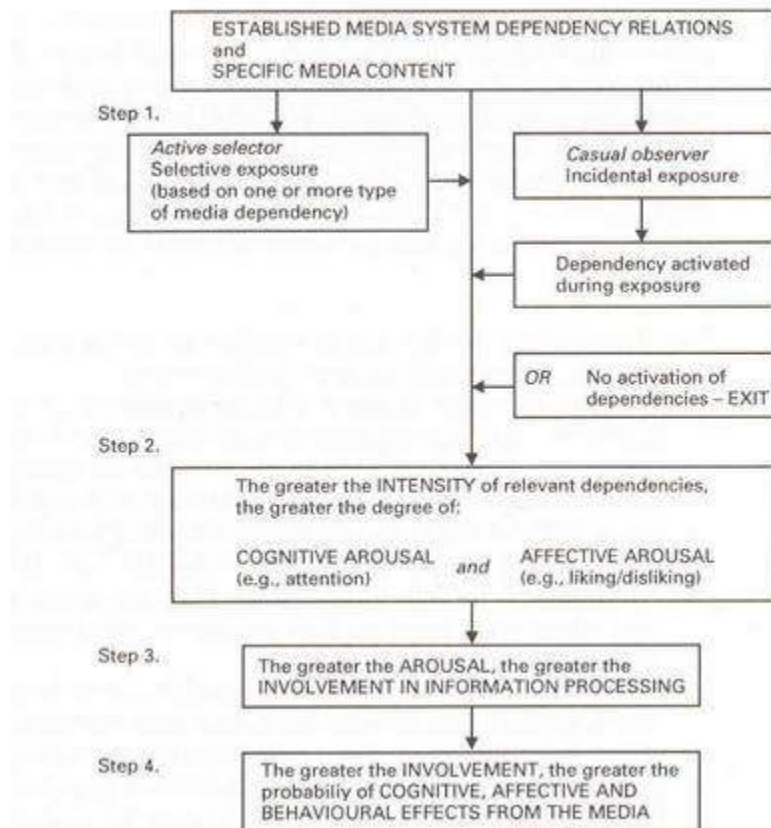 ESTABLISHED MEDIA SYSTEM DEPENDENCY RELATIONS
and
SPECIFIC MEDIA CONTENT
Step 1.
Active selector
Selective exposure
(based on one or more type
of media dependency)
Casual observer
Incidental exposure
Dependency activated
during exposure
OR No activation of
dependencies – EXIT
Step 2.
The greater the INTENSITY of relevant dependencies,
the greater the degree of:
COGNITIVE AROUSAL and AFFECTIVE AROUSAL
(e.g., attention) (e.g., liking/disliking)
Step 3.
The greater the AROUSAL, the greater the
INVOLVEMENT IN INFORMATION PROCESSING
Step 4.
The greater the INVOLVEMENT, the greater the
probabiliy of COGNITIVE, AFFECTIVE AND
BEHAVIOURAL EFFECTS FROM THE MEDIA